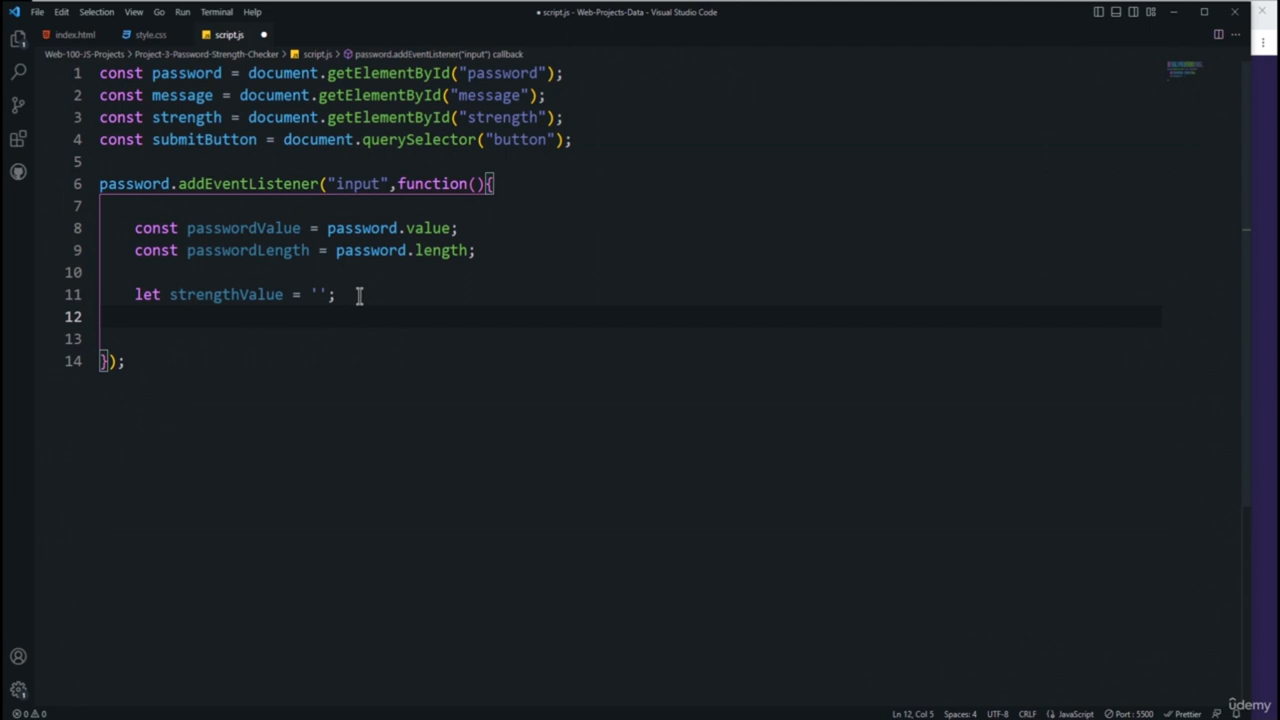 File Edit Selection View Go Run Terminal Help
● script.js - Web-Projects-Data - Visual Studio Code
index.html style.css script.js ●
Web-100-JS-Projects > Project-3-Password-Strength-Checker > script.js > password.addEventListener("input") callback
1 const password = document.getElementById("password");
2 const message = document.getElementById("message");
3 const strength = document.getElementById("strength");
4 const submitButton = document.querySelector("button");
5
6 password.addEventListener("input",function(){
7
8 const passwordValue = password.value;
9 const passwordLength = password.length;
10
11 let strengthValue = '';
12
13
14 });
0 0 Ln 12, Col 5 Spaces: 4 UTF-8 CRLF {} JavaScript Port : 5500 Prettier
udemy